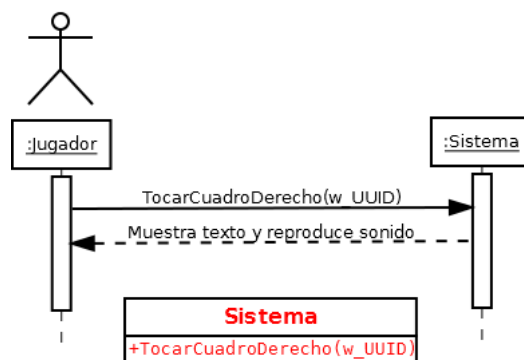 :Jugador
:Sistema
TocarCuadroDerecho(w_UUID)
Muestra texto y reproduce sonido
Sistema
+TocarCuadroDerecho(w_UUID)